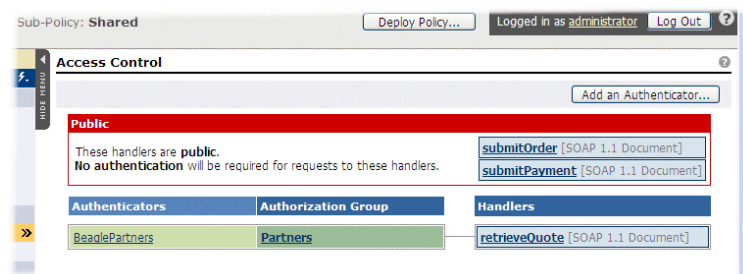 Sub-Policy: Shared
Deploy Policy...
Logged in as administrator
Log Out
?
Access Control
?
HIDE MENU
Add an Authenticator...
Public
These handlers are public.
No authentication will be required for requests to these handlers.
submitOrder [SOAP 1.1 Document]
submitPayment [SOAP 1.1 Document]
Authenticators
Authorization Group
Handlers
»
BeaglePartners
Partners
retrieveQuote [SOAP 1.1 Document]